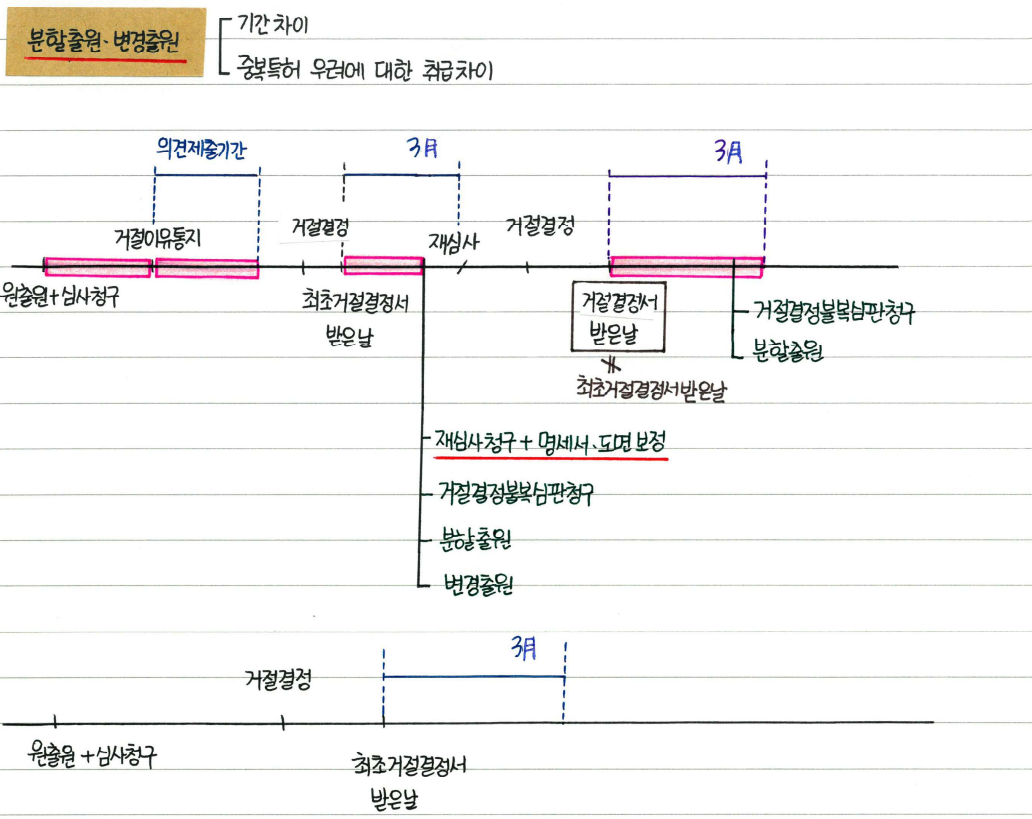 분할출원·변경출원
기간 차이
중복특허 우려에 대한 취급차이
의견제출기간
3月
3月
거절이유통지
거절결정
재심사
거절결정
원출원+심사청구
최초거절결정서
받은날
거절결정서
받은날
최초거절결정서받은날
거절결정불복심판청구
분할출원
재심사청구+명세서·도면 보정
거절결정불복심판청구
분할출원
변경출원
3月
거절결정
원출원+심사청구
최초거절결정서
받은날